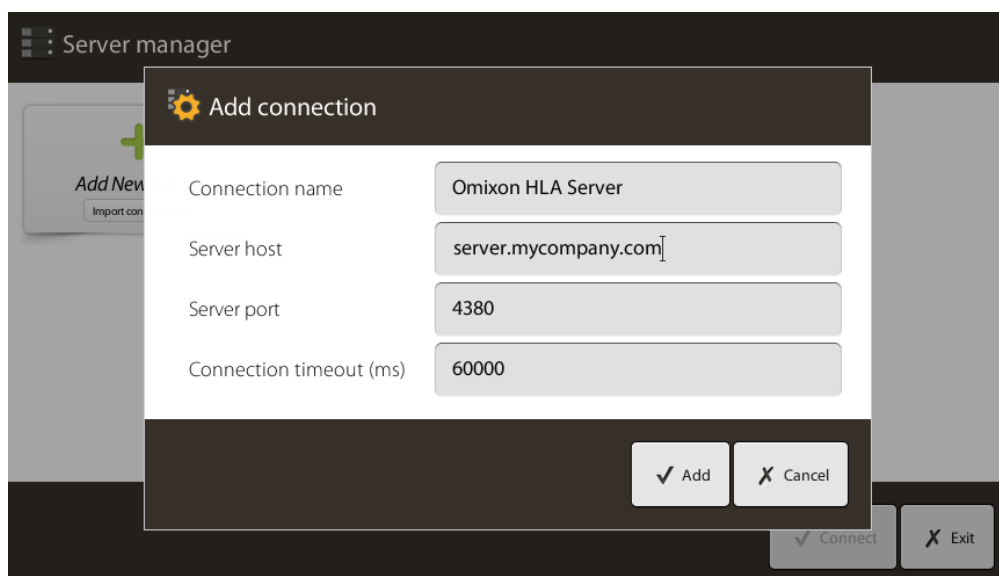 Server manager
Add connection
Add New
Import con
Connection name
Omixon HLA Server
Server host
server.mycompany.com
Server port
4380
Connection timeout (ms)
60000
Add
Cancel
Connect
Exit